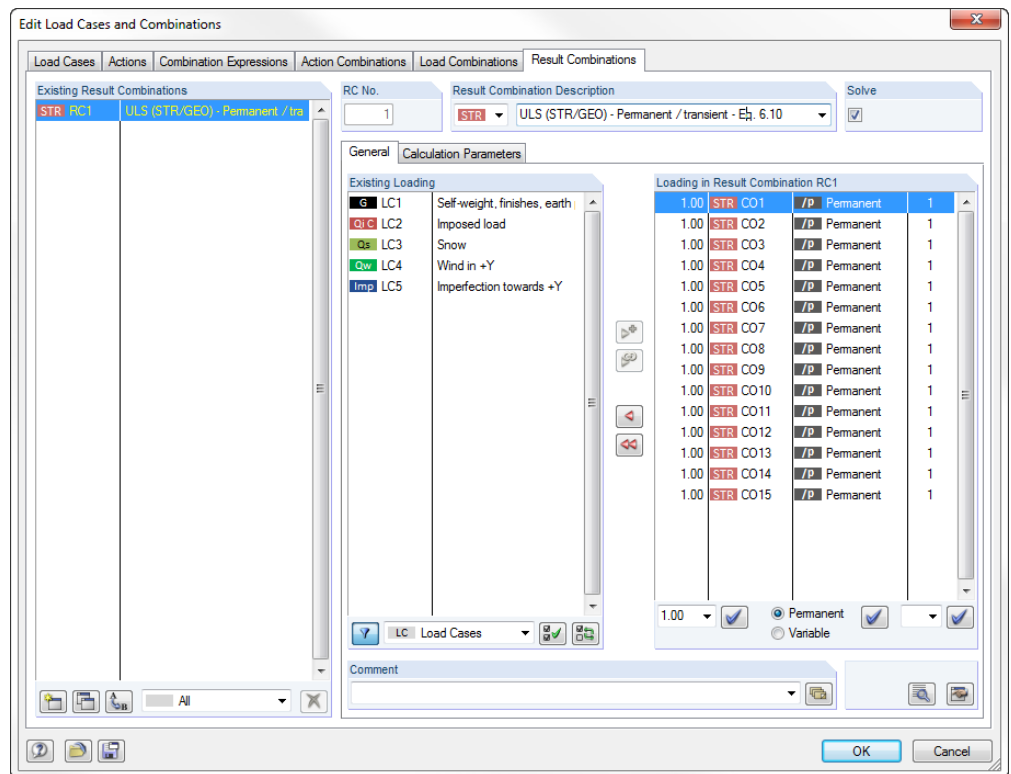 Edit Load Cases and Combinations
Load Cases Actions Combination Expressions Action Combinations Load Combinations Result Combinations
Existing Result Combinations
STR RC1 ULS (STR/GEO) - Permanent / tra
RC No.
1
Result Combination Description
STR ULS (STR/GEO) - Permanent / transient - Eq. 6.10
Solve
General Calculation Parameters
Existing Loading
G LC1 Self-weight, finishes, earth
Qi C LC2 Imposed load
Qs LC3 Snow
Qw LC4 Wind in +Y
Imp LC5 Imperfection towards +Y
Loading in Result Combination RC1
1.00 STR CO1 /p Permanent 1
1.00 STR CO2 /p Permanent 1
1.00 STR CO3 /p Permanent 1
1.00 STR CO4 /p Permanent 1
1.00 STR CO5 /p Permanent 1
1.00 STR CO6 /p Permanent 1
1.00 STR CO7 /p Permanent 1
1.00 STR CO8 /p Permanent 1
1.00 STR CO9 /p Permanent 1
1.00 STR CO10 /p Permanent 1
1.00 STR CO11 /p Permanent 1
1.00 STR CO12 /p Permanent 1
1.00 STR CO13 /p Permanent 1
1.00 STR CO14 /p Permanent 1
1.00 STR CO15 /p Permanent 1
LC Load Cases
1.00
Permanent
Variable
Comment
All
OK Cancel